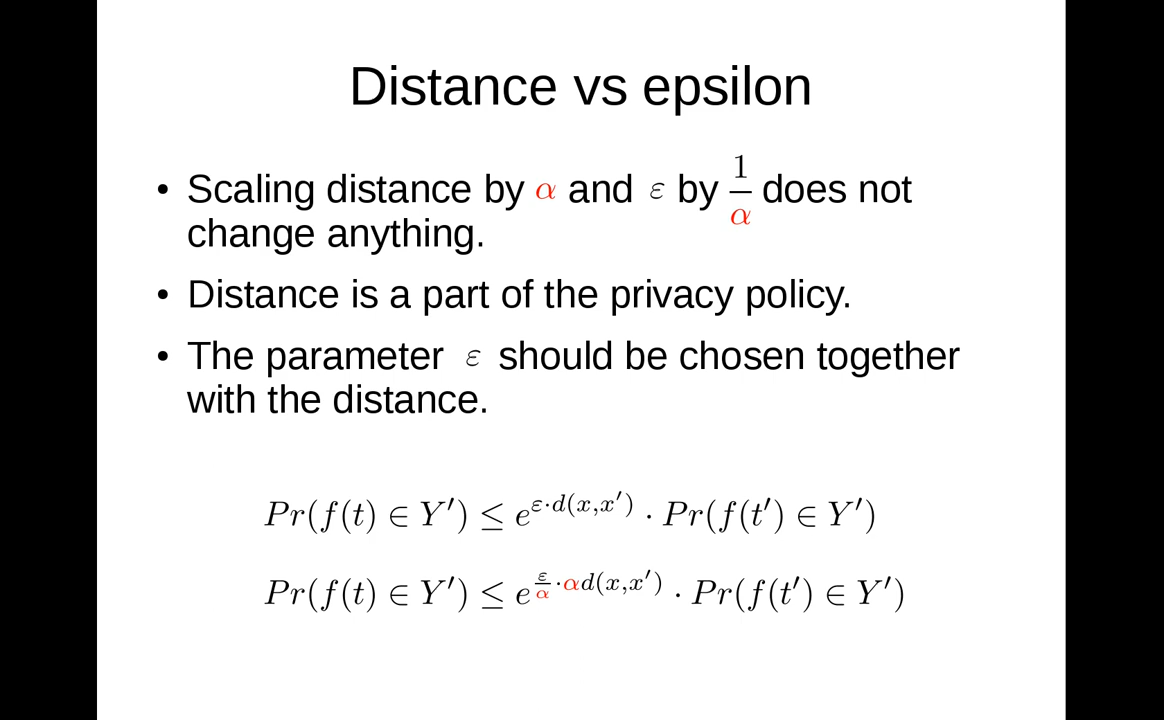 Distance vs epsilon
• Scaling distance by α and ε by 1/α does not
change anything.
• Distance is a part of the privacy policy.
• The parameter ε should be chosen together
with the distance.
Pr(f(t) ∈ Y′) ≤ e^{ε·d(x,x′)} · Pr(f(t′) ∈ Y′)
Pr(f(t) ∈ Y′) ≤ e^{ε/α·αd(x,x′)} · Pr(f(t′) ∈ Y′)